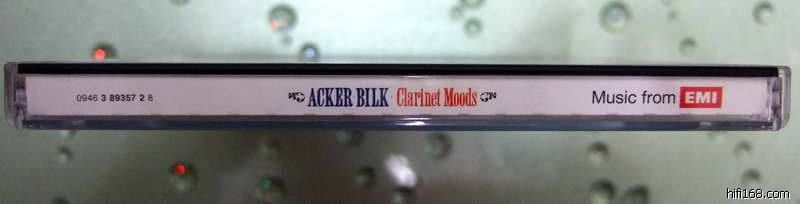 0946 3 89357 2 8
ACKER BILK Clarinet Moods
Music from EMI
hifi168.com